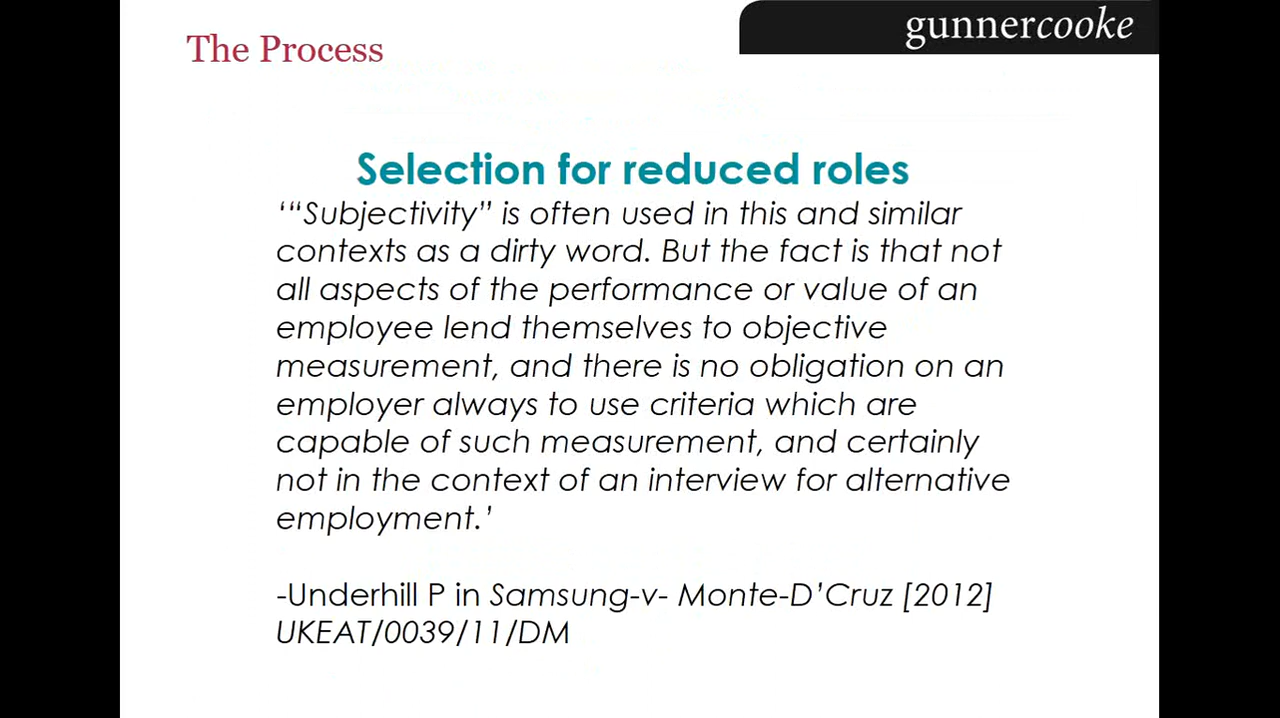 The Process
gunnercooke
Selection for reduced roles
‘“Subjectivity” is often used in this and similar
contexts as a dirty word. But the fact is that not
all aspects of the performance or value of an
employee lend themselves to objective
measurement, and there is no obligation on an
employer always to use criteria which are
capable of such measurement, and certainly
not in the context of an interview for alternative
employment.’
-Underhill P in Samsung-v- Monte-D’Cruz [2012]
UKEAT/0039/11/DM